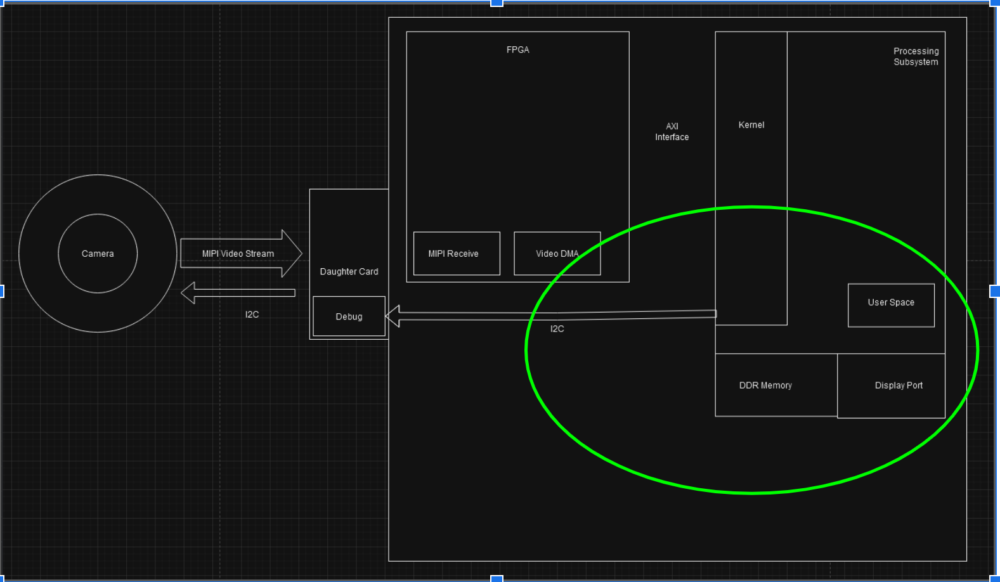 FPGA
Processing
Subsystem
AXI
Interface
Kernel
Camera
MIPI Video Stream
MIPI Receive
Video DMA
Daughter Card
User Space
I2C
Debug
I2C
DDR Memory
Display Port